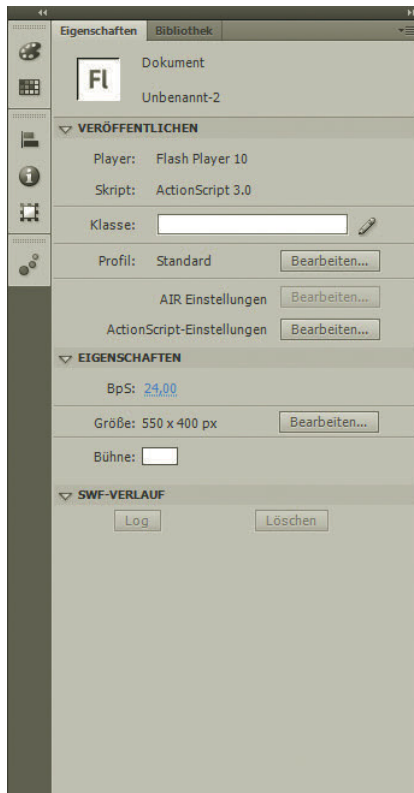 Eigenschaften Bibliothek
Fl
Dokument
Unbenannt-2
VERÖFFENTLICHEN
Player: Flash Player 10
Skript: ActionScript 3.0
Klasse:
Profil: Standard Bearbeiten...
AIR Einstellungen Bearbeiten...
ActionScript-Einstellungen Bearbeiten...
EIGENSCHAFTEN
BpS: 24,00
Größe: 550 x 400 px Bearbeiten...
Bühne:
SWF-VERLAUF
Log Löschen